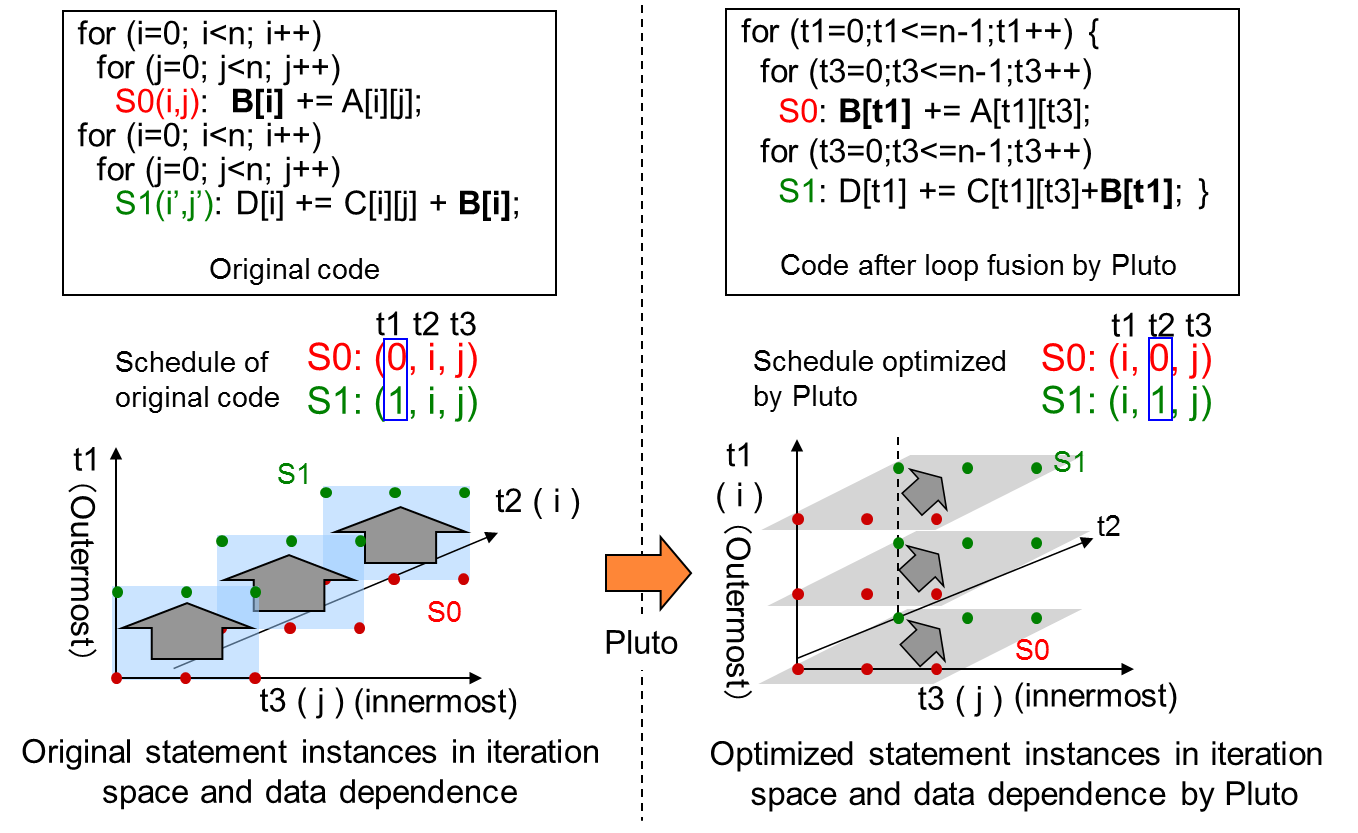 for (i=0; i<n; i++)
for (j=0; j<n; j++)
S0(i,j): B[i] += A[i][j];
for (i=0; i<n; i++)
for (j=0; j<n; j++)
S1(i',j'): D[i] += C[i][j] + B[i];
Original code
t1 t2 t3
Schedule of
original code
S0: (0, i, j)
S1: (1, i, j)
t1
(Outermost)
S1
t2 ( i )
S0
t3 ( j ) (innermost)
Original statement instances in iteration
space and data dependence
Pluto
for (t1=0;t1<=n-1;t1++) {
for (t3=0;t3<=n-1;t3++)
S0: B[t1] += A[t1][t3];
for (t3=0;t3<=n-1;t3++)
S1: D[t1] += C[t1][t3]+B[t1]; }
Code after loop fusion by Pluto
t1 t2 t3
Schedule optimized
by Pluto
S0: (i, 0, j)
S1: (i, 1, j)
t1
( i )
(Outermost)
S1
t2
S0
t3 ( j ) (innermost)
Optimized statement instances in iteration
space and data dependence by Pluto